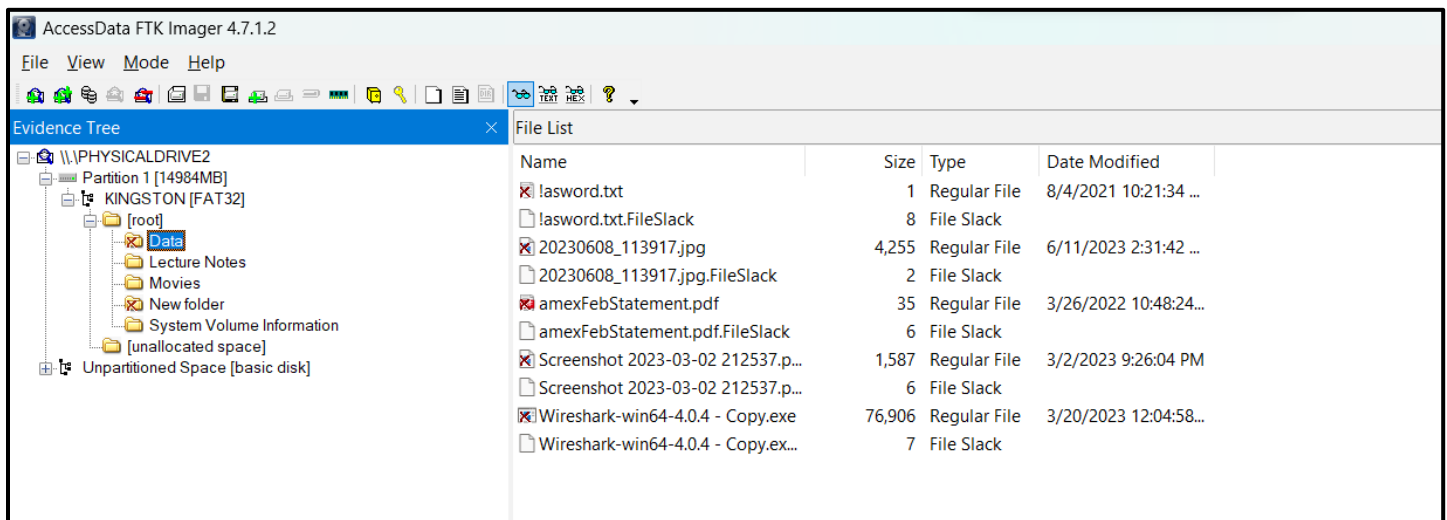 AccessData FTK Imager 4.7.1.2
File View Mode Help
TEXT HEX ?
Evidence Tree
\\.\PHYSICALDRIVE2
Partition 1 [14984MB]
KINGSTON [FAT32]
[root]
Data
Lecture Notes
Movies
New folder
System Volume Information
[unallocated space]
Unpartitioned Space [basic disk]
File List
Name Size Type Date Modified
!asword.txt 1 Regular File 8/4/2021 10:21:34 ...
!asword.txt.FileSlack 8 File Slack
20230608_113917.jpg 4,255 Regular File 6/11/2023 2:31:42 ...
20230608_113917.jpg.FileSlack 2 File Slack
amexFebStatement.pdf 35 Regular File 3/26/2022 10:48:24...
amexFebStatement.pdf.FileSlack 6 File Slack
Screenshot 2023-03-02 212537.p... 1,587 Regular File 3/2/2023 9:26:04 PM
Screenshot 2023-03-02 212537.p... 6 File Slack
Wireshark-win64-4.0.4 - Copy.exe 76,906 Regular File 3/20/2023 12:04:58...
Wireshark-win64-4.0.4 - Copy.ex... 7 File Slack